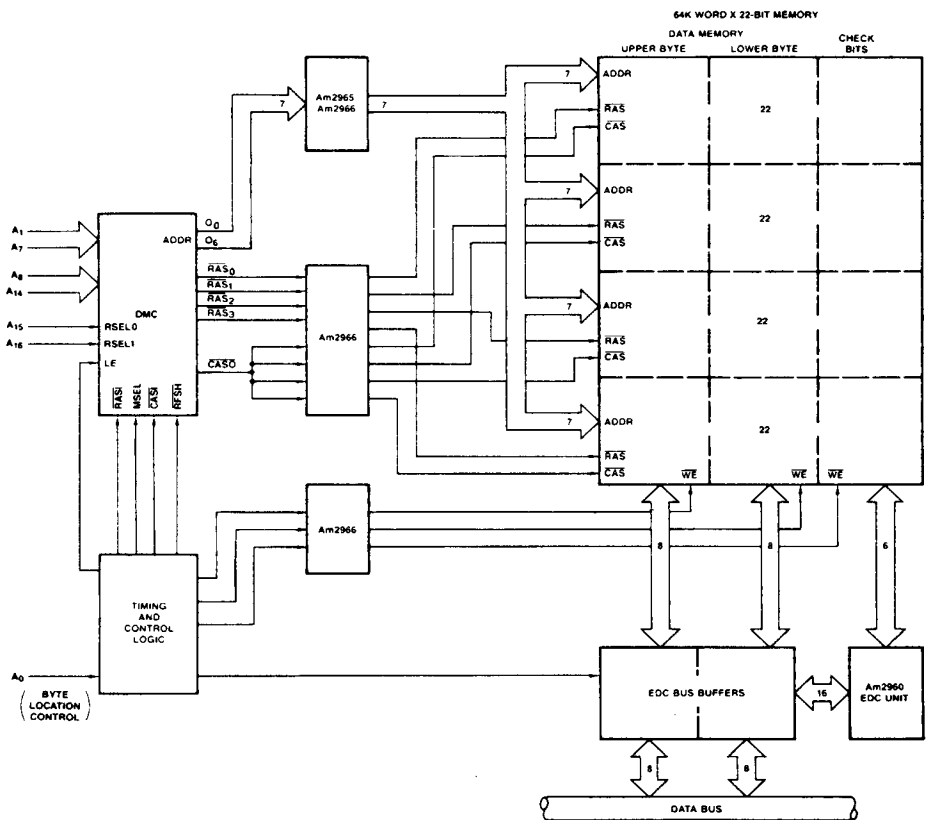 64K WORD X 22-BIT MEMORY
DATA MEMORY
UPPER BYTE
LOWER BYTE
CHECK
BITS
7
Am2965
Am2966
7
7
ADDR
RAS
CAS
22
7
ADDR
RAS
CAS
22
7
ADDR
RAS
CAS
22
7
ADDR
RAS
CAS
22
WE
WE
WE
A1
A7
A8
A14
A15
A16
ADDR
DMC
RSEL0
RSEL1
LE
RASI
MSEL
CASI
RFSH
O0
O6
RAS0
RAS1
RAS2
RAS3
CASO
Am2966
Am2966
TIMING
AND
CONTROL
LOGIC
A0
(BYTE
LOCATION
CONTROL)
8
8
6
EDC BUS BUFFERS
16
Am2960
EDC UNIT
8
8
DATA BUS